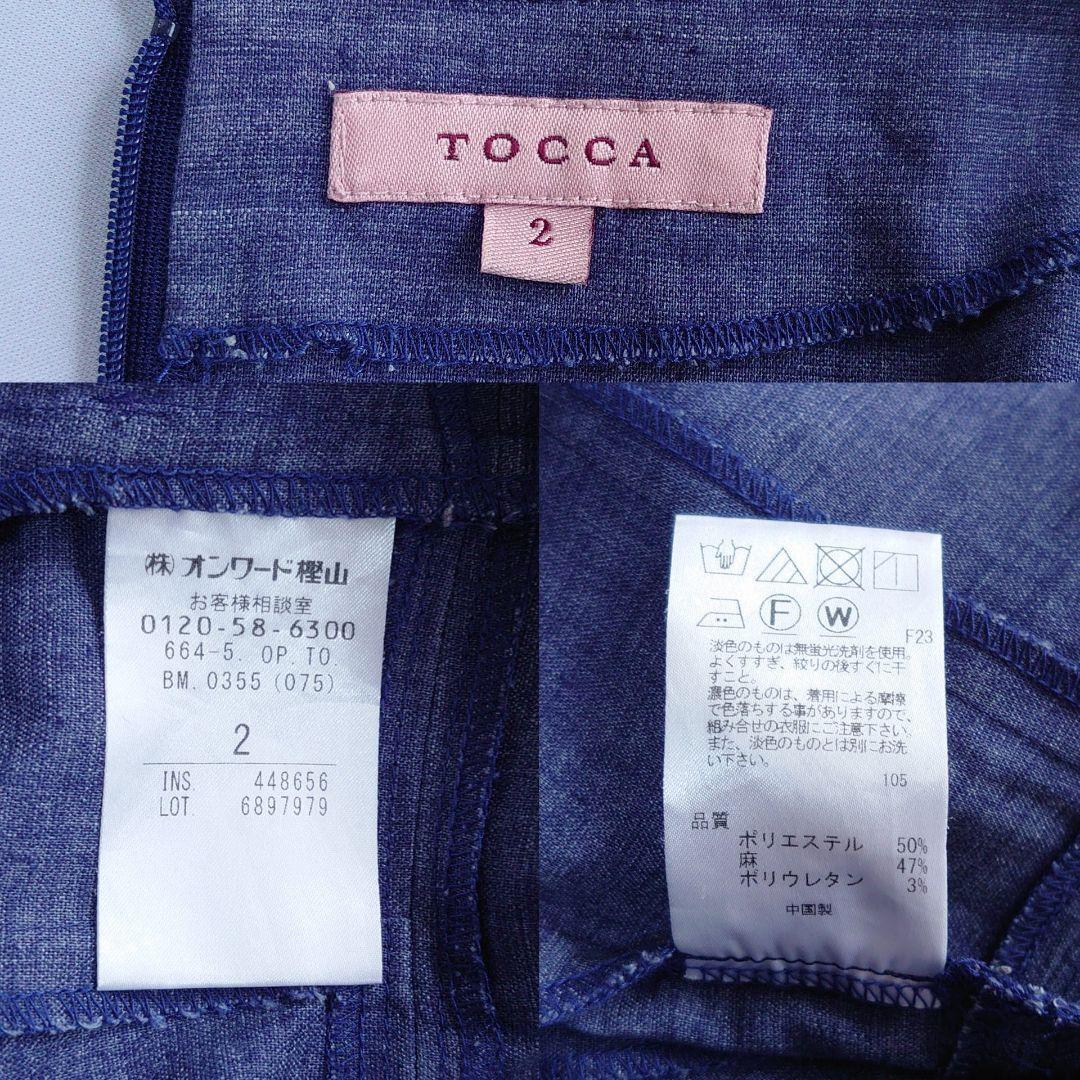 TOCCA
2
㈱オンワード樫山
お客様相談室
0120-58-6300
664-5. OP. TO.
BM. 0355 (075)
2
INS. 448656
LOT. 6897979
F W
F23
淡色のものは無蛍光洗剤を使用。
よくすすぎ、絞りの後すぐに干
すこと。
濃色のものは、着用による摩擦
で色落ちする事がありますので、
組み合せの衣服にご注意下さい。
また、淡色のものとは別にお洗
い下さい。
105
品質
ポリエステル 50%
麻 47%
ポリウレタン 3%
中国製